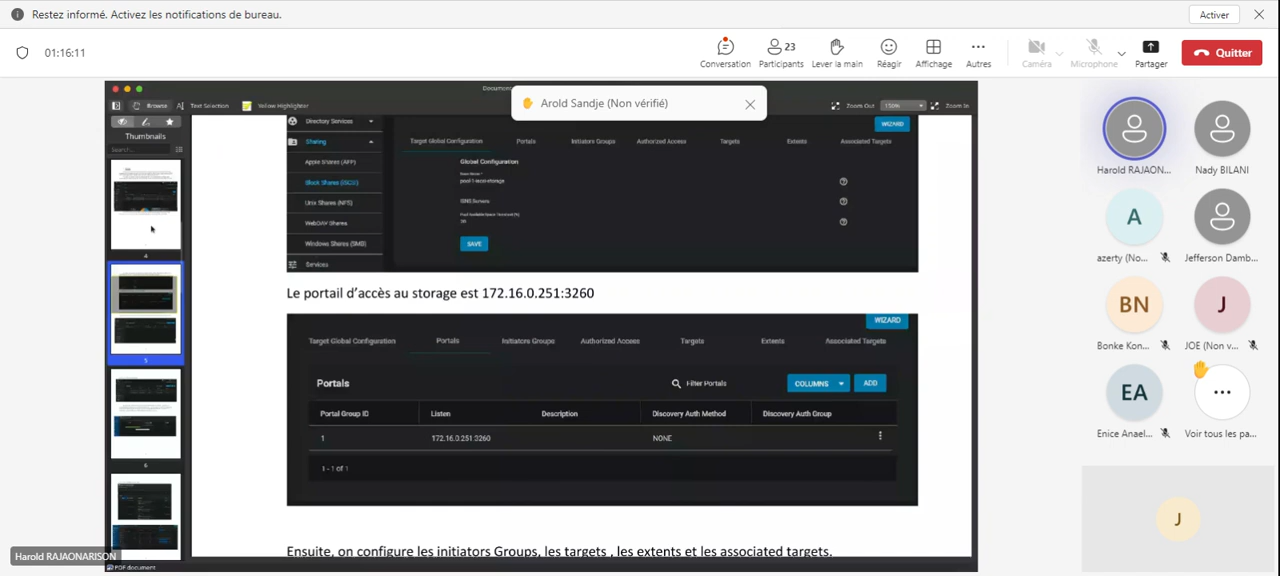 Restez informé. Activez les notifications de bureau.
Activer
01:16:11
Conversation
23
Participants
Lever la main
Réagir
Affichage
Autres
Caméra
Microphone
Partager
Quitter
Arold Sandje (Non vérifié)
Browse
Text Selection
Yellow Highlighter
Zoom Out
150%
Zoom In
Thumbnails
Search...
4
5
6
Directory Services
Sharing
Apple Shares (AFP)
Block Shares (iSCSI)
Unix Shares (NFS)
WebDAV Shares
Windows Shares (SMB)
Services
WIZARD
Target Global Configuration
Portals
Initiators Groups
Authorized Access
Targets
Extents
Associated Targets
Global Configuration
SAVE
Le portail d'accès au storage est 172.16.0.251:3260
WIZARD
Target Global Configuration
Portals
Initiators Groups
Authorized Access
Targets
Extents
Associated Targets
Portals
Filter Portals
COLUMNS
ADD
Portal Group ID
Listen
Description
Discovery Auth Method
Discovery Auth Group
1
172.16.0.251:3260
NONE
1 - 1 of 1
Ensuite, on configure les initiators Groups, les targets , les extents et les associated targets.
PDF document
Harold RAJAONARISON
Harold RAJAON...
Nady BILANI
A
azerty (No...
Jefferson Damb...
BN
Bonke Kon...
J
JOE (Non v...
EA
Enice Anael...
Voir tous les pa...
J